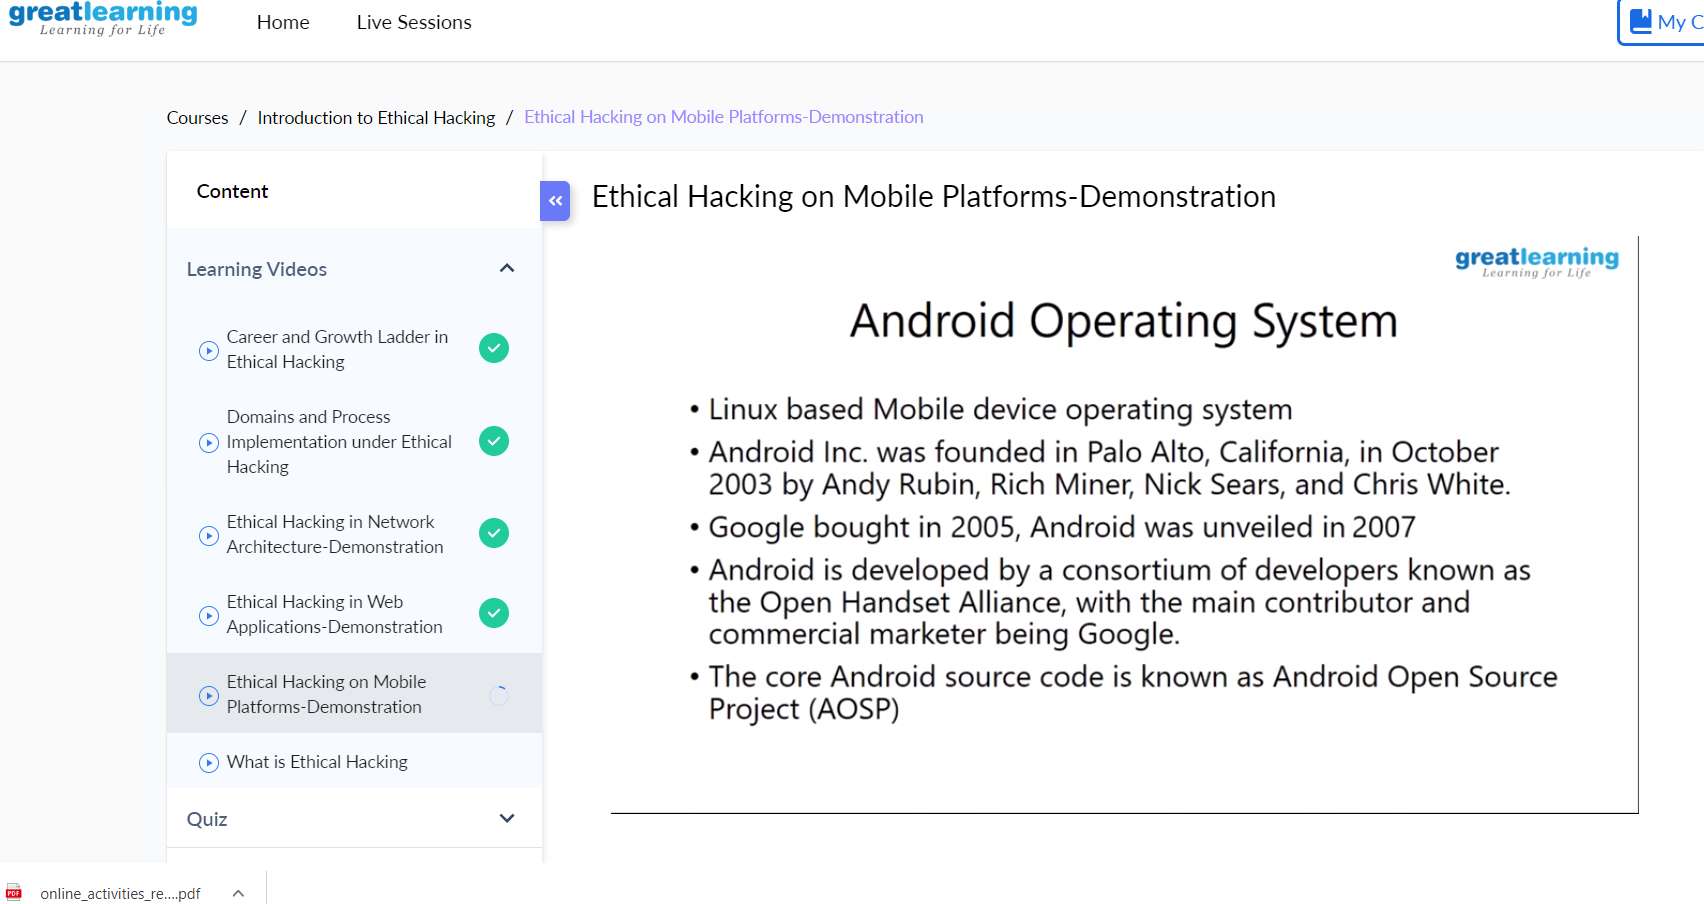 greatlearning
Learning for Life
Home
Live Sessions
My C
Courses / Introduction to Ethical Hacking / Ethical Hacking on Mobile Platforms-Demonstration
Content
Learning Videos
Career and Growth Ladder in
Ethical Hacking
Domains and Process
Implementation under Ethical
Hacking
Ethical Hacking in Network
Architecture-Demonstration
Ethical Hacking in Web
Applications-Demonstration
Ethical Hacking on Mobile
Platforms-Demonstration
What is Ethical Hacking
Quiz
Ethical Hacking on Mobile Platforms-Demonstration
greatlearning
Learning for Life
Android Operating System
• Linux based Mobile device operating system
• Android Inc. was founded in Palo Alto, California, in October
2003 by Andy Rubin, Rich Miner, Nick Sears, and Chris White.
• Google bought in 2005, Android was unveiled in 2007
• Android is developed by a consortium of developers known as
the Open Handset Alliance, with the main contributor and
commercial marketer being Google.
• The core Android source code is known as Android Open Source
Project (AOSP)
PDF
online_activities_re....pdf